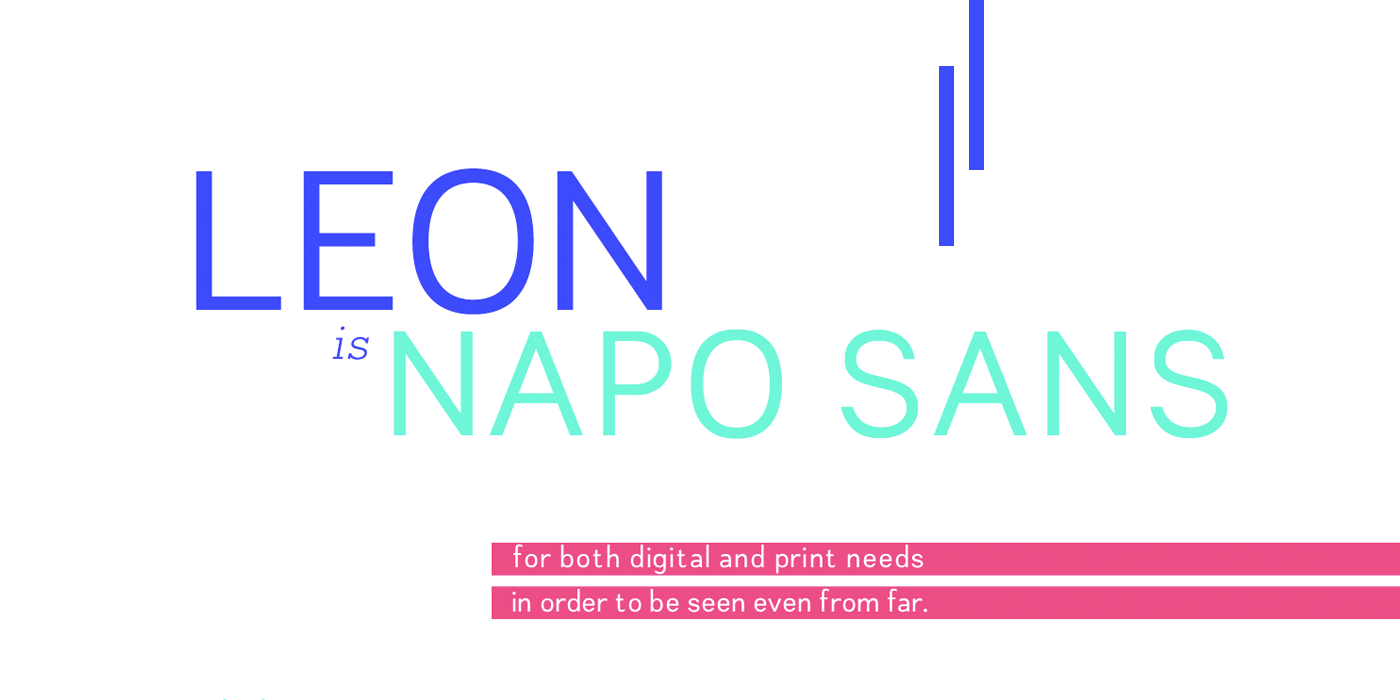 LEON
is NAPO SANS
for both digital and print needs
in order to be seen even from far.